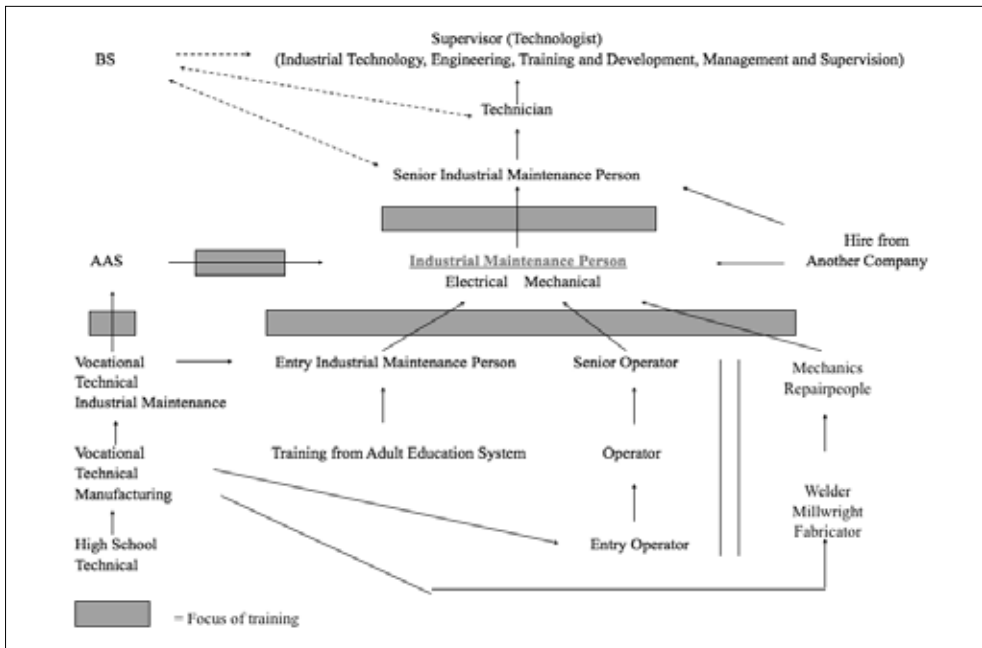 Supervisor (Technologist)
BS
(Industrial Technology, Engineering, Training and Development, Management and Supervision)
Technician
Senior Industrial Maintenance Person
Hire from
Another Company
AAS
Industrial Maintenance Person
Electrical Mechanical
Vocational
Technical
Industrial Maintenance
Entry Industrial Maintenance Person
Senior Operator
Mechanics
Repairpeople
Vocational
Technical
Manufacturing
Training from Adult Education System
Operator
Welder
Millwright
Fabricator
High School
Technical
Entry Operator
= Focus of training